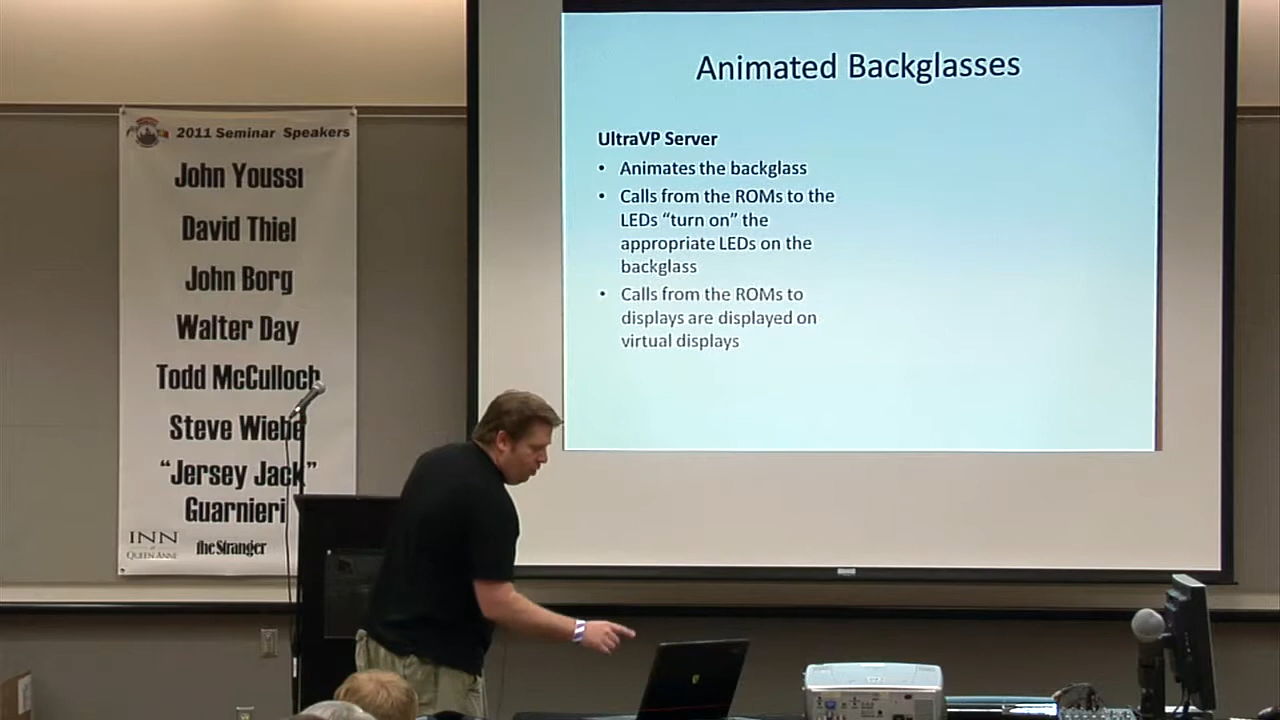 2011 Seminar Speakers
John Youssi
David Thiel
John Borg
Walter Day
Todd McCulloch
Steve Wiebe
“Jersey Jack”
Guarnieri
INN
at
QUEEN ANNE
the Stranger
Animated Backglasses
UltraVP Server
• Animates the backglass
• Calls from the ROMs to the
LEDs “turn on” the
appropriate LEDs on the
backglass
• Calls from the ROMs to
displays are displayed on
virtual displays